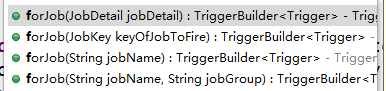 forJob(JobDetail jobDetail) : TriggerBuilder<Trigger> - Trig
forJob(JobKey keyOfJobToFire) : TriggerBuilder<Trigger> -
forJob(String jobName) : TriggerBuilder<Trigger> - Trigger
forJob(String jobName, String jobGroup) : TriggerBuilder<T